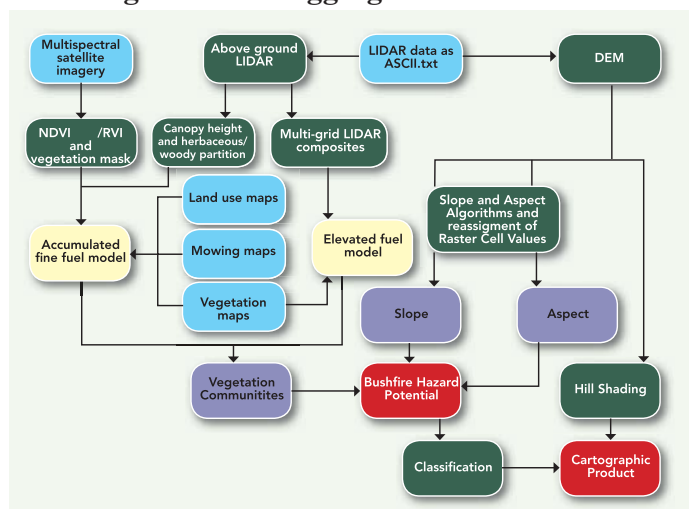 Multispectral
satellite
imagery
Above ground
LIDAR
LIDAR data as
ASCII.txt
DEM
NDVI /RVI
and
vegetation mask
Canopy height
and herbaceous/
woody partition
Multi-grid LIDAR
composites
Land use maps
Slope and Aspect
Algorithms and
reassigment of
Raster Cell Values
Accumulated
fine fuel model
Mowing maps
Elevated fuel
model
Vegetation
maps
Slope
Aspect
Vegetation
Communitites
Bushfire Hazard
Potential
Hill Shading
Classification
Cartographic
Product